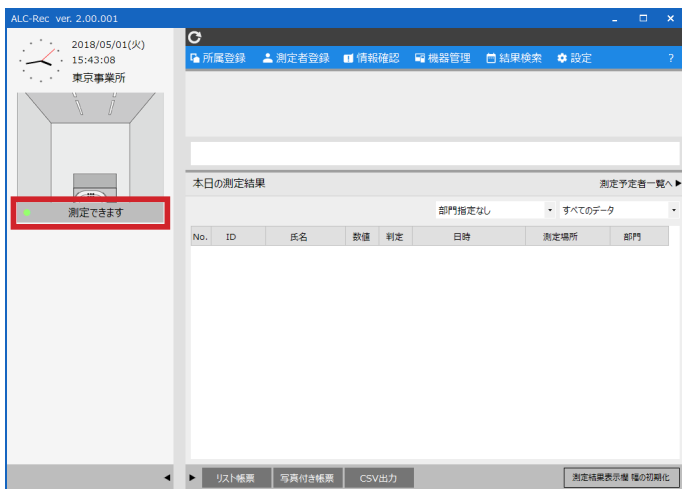 ALC-Rec ver. 2.00.001
2018/05/01(火)
15:43:08
東京事業所
測定できます
所属登録 測定者登録 情報確認 機器管理 結果検索 設定 ?
本日の測定結果 測定予定者一覧へ▶
部門指定なし すべてのデータ
No. ID 氏名 数値 判定 日時 測定場所 部門
リスト帳票 写真付き帳票 CSV出力 測定結果表示欄 幅の初期化